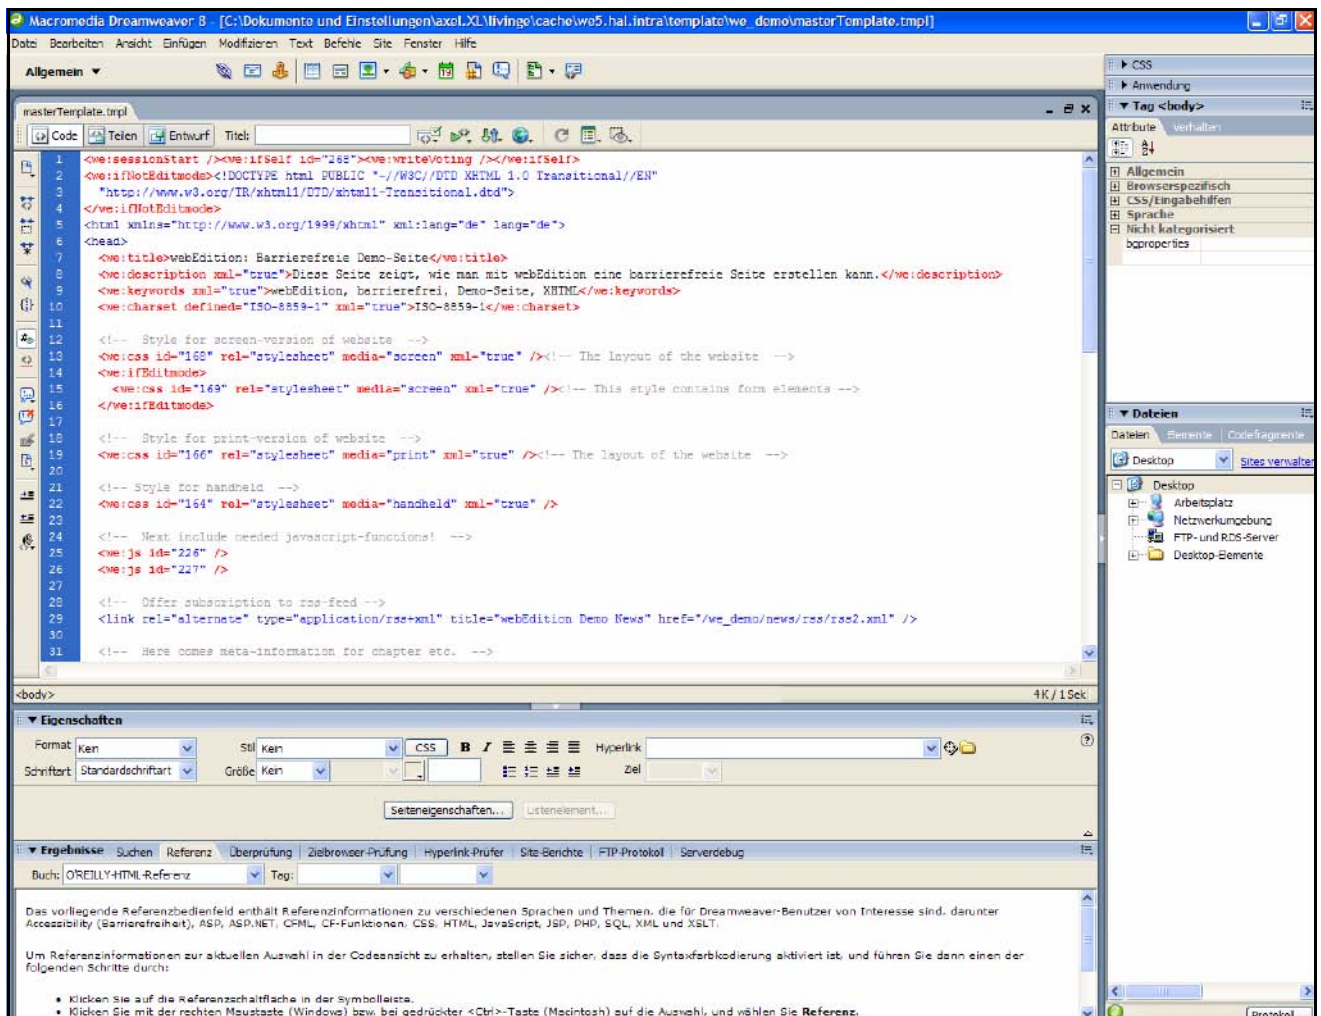 Macromedia Dreamweaver 8 - [C:\Dokumente und Einstellungen\axel.XL\livinge\cache\we5.hal.intra\template\we_demo\masterTemplate.tmpl]
Datei Bearbeiten Ansicht Einfügen Modifizieren Text Befehle Site Fenster Hilfe
Allgemein
masterTemplate.tmpl
Code Teilen Entwurf Titel:
1 <we:sessionStart /><we:ifSelf id="268"><we:writeVoting /></we:ifSelf>
2 <we:ifNotEditmode><!DOCTYPE html PUBLIC "-//W3C//DTD XHTML 1.0 Transitional//EN"
3 "http://www.w3.org/TR/xhtml1/DTD/xhtml1-Transitional.dtd">
4 </we:ifNotEditmode>
5 <html xmlns="http://www.w3.org/1999/xhtml" xml:lang="de" lang="de">
6 <head>
7 <we:title>webEdition: Barrierefreie Demo-Seite</we:title>
8 <we:description xml="true">Diese Seite zeigt, wie man mit webEdition eine barrierefreie Seite erstellen kann.</we:description>
9 <we:keywords xml="true">webEdition, barrierefrei, Demo-Seite, XHTML</we:keywords>
10 <we:charset defined="ISO-8859-1" xml="true">ISO-8859-1</we:charset>
11
12 <!-- Style for screen-version of website -->
13 <we:css id="168" rel="stylesheet" media="screen" xml="true" /><!-- The layout of the website -->
14 <we:ifEditmode>
15 <we:css id="169" rel="stylesheet" media="screen" xml="true" /><!-- This style contains form elements -->
16 </we:ifEditmode>
17
18 <!-- Style for print-version of website -->
19 <we:css id="166" rel="stylesheet" media="print" xml="true" /><!-- The layout of the website -->
20
21 <!-- Style for handheld -->
22 <we:css id="164" rel="stylesheet" media="handheld" xml="true" />
23
24 <!-- Next include needed javascript-functions! -->
25 <we:js id="226" />
26 <we:js id="227" />
27
28 <!-- Offer subscription to rss-feed -->
29 <link rel="alternate" type="application/rss+xml" title="webEdition Demo News" href="/we_demo/news/rss/rss2.xml" />
30
31 <!-- Here comes meta-information for chapter etc. -->
<body> 4K / 1 Sek
Eigenschaften
Format Kein Stil Kein CSS B I Hyperlink
Schriftart Standardschriftart Größe Kein Ziel
Seiteneigenschaften... Listenelement...
Ergebnisse Suchen Referenz Überprüfung Zielbrowser-Prüfung Hyperlink-Prüfer Site-Berichte FTP-Protokoll Serverdebug
Buch: O'REILLY-HTML-Referenz Tag:
Das vorliegende Referenzbedienfeld enthält Referenzinformationen zu verschiedenen Sprachen und Themen, die für Dreamweaver-Benutzer von Interesse sind, darunter
Accessibility (Barrierefreiheit), ASP, ASP.NET, CFML, CF-Funktionen, CSS, HTML, JavaScript, JSP, PHP, SQL, XML und XSLT.
Um Referenzinformationen zur aktuellen Auswahl in der Codeansicht zu erhalten, stellen Sie sicher, dass die Syntaxfarbkodierung aktiviert ist, und führen Sie dann einen der
folgenden Schritte durch:
• Klicken Sie auf die Referenzschaltfläche in der Symbolleiste.
• Klicken Sie mit der rechten Maustaste (Windows) bzw. bei gedrückter <Ctrl>-Taste (Macintosh) auf die Auswahl, und wählen Sie Referenz.
CSS
Anwendung
Tag <body>
Attribute Verhalten
Allgemein
Browserspezifisch
CSS/Eingabehilfen
Sprache
Nicht kategorisiert
bgproperties
Dateien
Dateien Elemente Codefragmente
Desktop Sites verwalten
Desktop
Arbeitsplatz
Netzwerkumgebung
FTP- und RDS-Server
Desktop-Elemente
Protokoll...